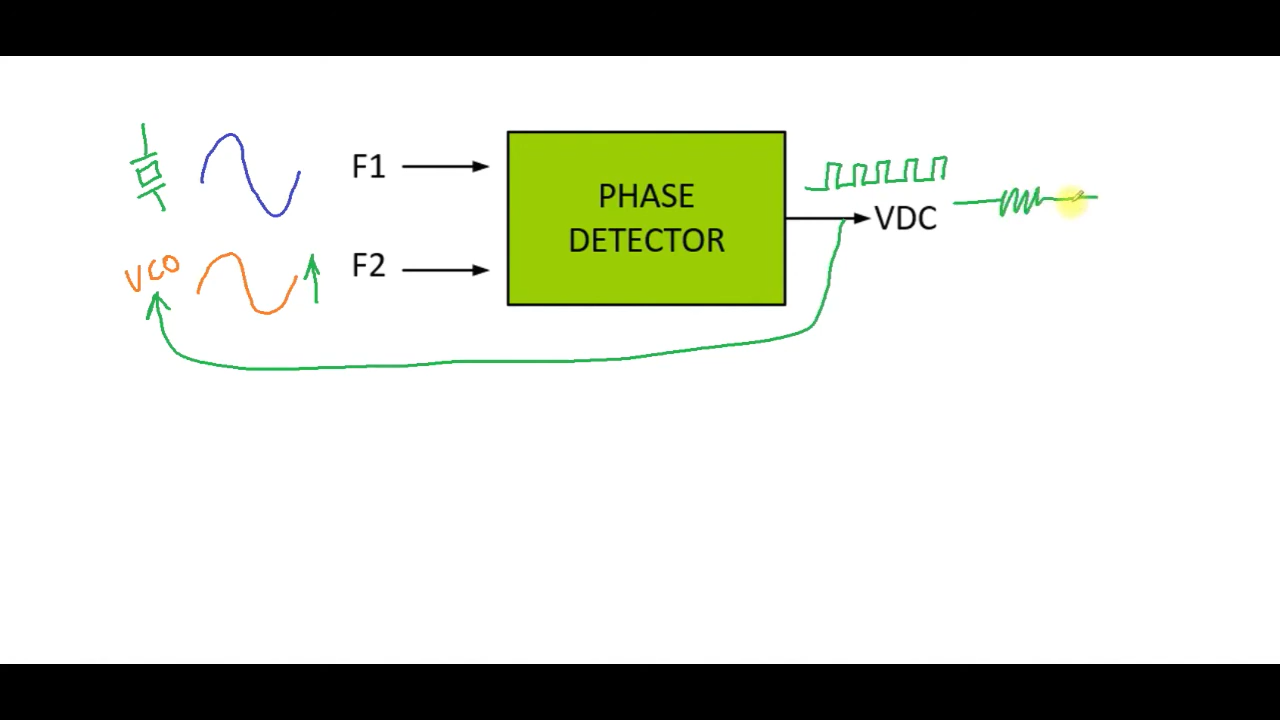 F1
PHASE
DETECTOR
VDC
VCO
F2